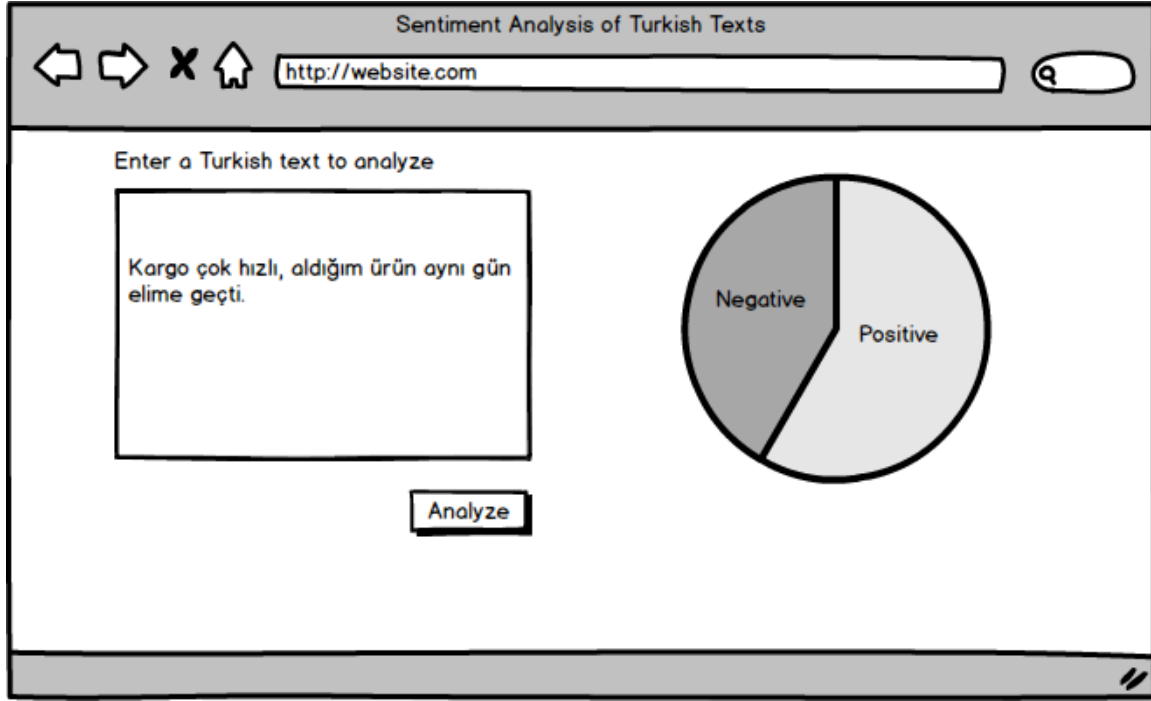 Sentiment Analysis of Turkish Texts
http://website.com
Enter a Turkish text to analyze
Kargo çok hızlı, aldığım ürün aynı gün
elime geçti.
Negative
Positive
Analyze